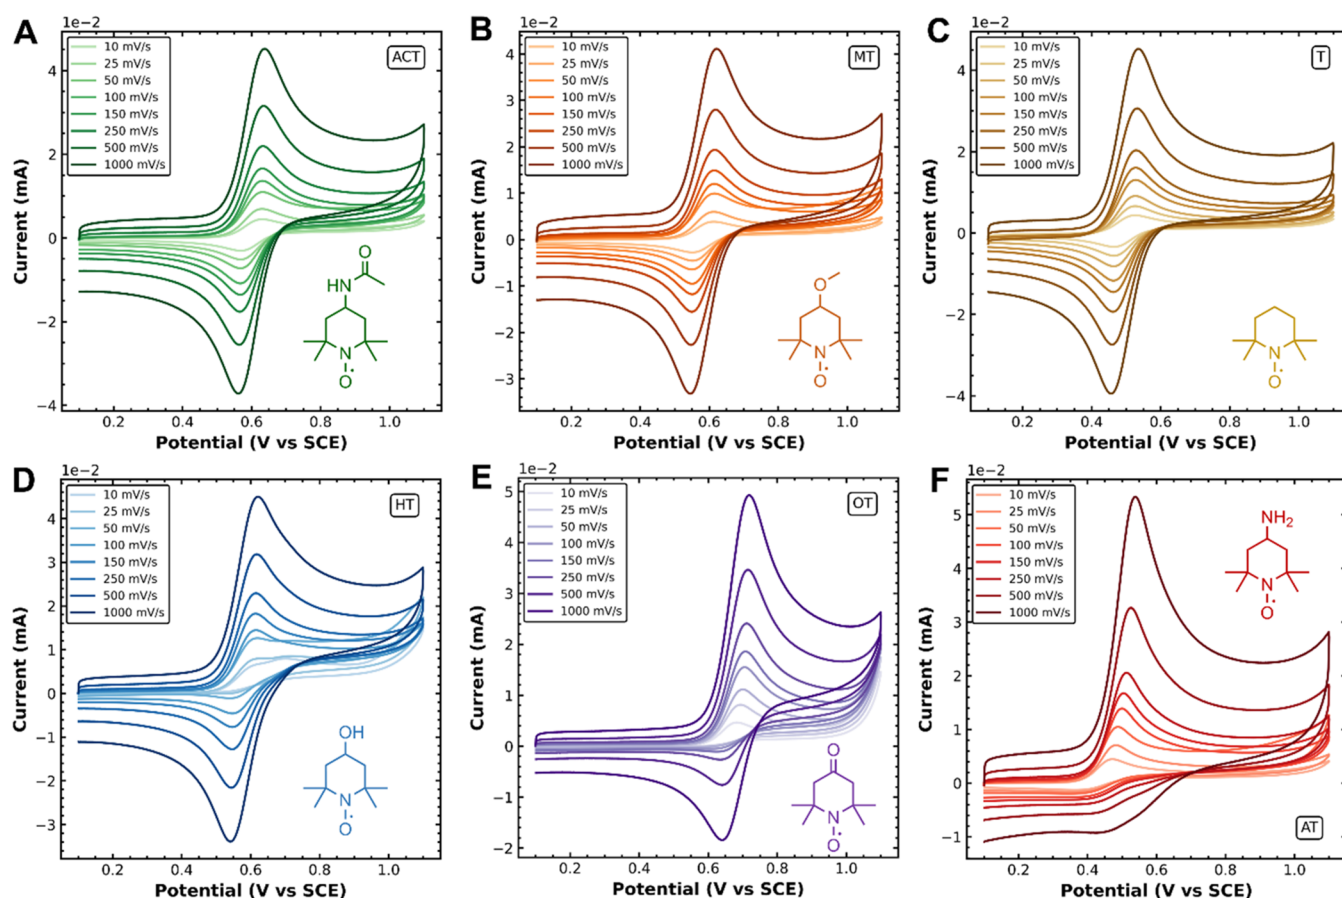 A
1e−2
10 mV/s
25 mV/s
50 mV/s
100 mV/s
150 mV/s
250 mV/s
500 mV/s
1000 mV/s
ACT
4
2
0
−2
−4
Current (mA)
0.2
0.4
0.6
0.8
1.0
Potential (V vs SCE)
O
HN
N
O
B
1e−2
10 mV/s
25 mV/s
50 mV/s
100 mV/s
150 mV/s
250 mV/s
500 mV/s
1000 mV/s
MT
4
3
2
1
0
−1
−2
−3
Current (mA)
0.2
0.4
0.6
0.8
1.0
Potential (V vs SCE)
O
N
O
C
1e−2
10 mV/s
25 mV/s
50 mV/s
100 mV/s
150 mV/s
250 mV/s
500 mV/s
1000 mV/s
T
4
2
0
−2
−4
Current (mA)
0.2
0.4
0.6
0.8
1.0
Potential (V vs SCE)
N
O
D
1e−2
10 mV/s
25 mV/s
50 mV/s
100 mV/s
150 mV/s
250 mV/s
500 mV/s
1000 mV/s
HT
4
3
2
1
0
−1
−2
−3
Current (mA)
0.2
0.4
0.6
0.8
1.0
Potential (V vs SCE)
OH
N
O
E
1e−2
10 mV/s
25 mV/s
50 mV/s
100 mV/s
150 mV/s
250 mV/s
500 mV/s
1000 mV/s
OT
5
4
3
2
1
0
−1
−2
Current (mA)
0.2
0.4
0.6
0.8
1.0
Potential (V vs SCE)
O
N
O
F
1e−2
10 mV/s
25 mV/s
50 mV/s
100 mV/s
150 mV/s
250 mV/s
500 mV/s
1000 mV/s
NH₂
N
O
AT
5
4
3
2
1
0
−1
Current (mA)
0.2
0.4
0.6
0.8
1.0
Potential (V vs SCE)